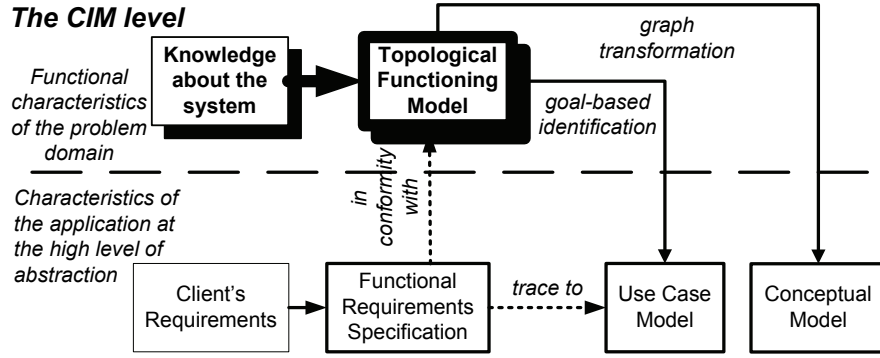 The CIM level
Knowledge
about the
system
Topological
Functioning
Model
graph
transformation
Functional
characteristics
of the problem
domain
goal-based
identification
in
conformity
with
Characteristics of
the application at
the high level of
abstraction
Client's
Requirements
Functional
Requirements
Specification
trace to
Use Case
Model
Conceptual
Model